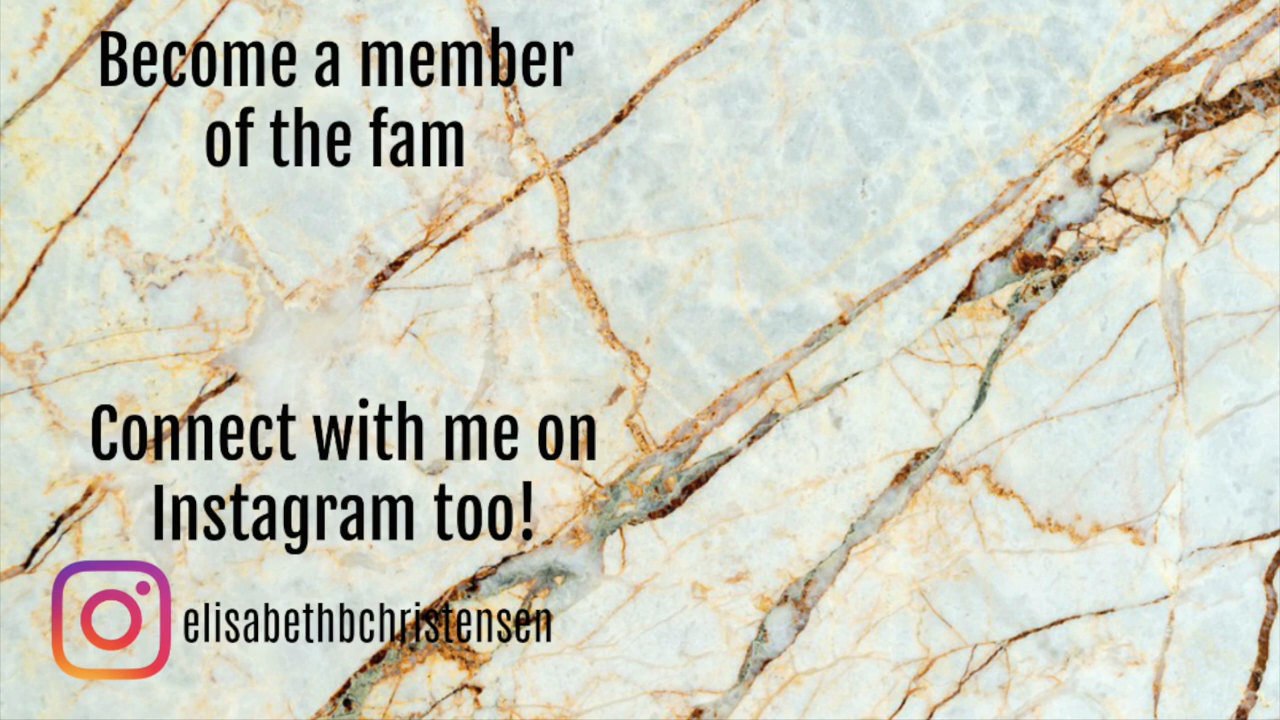 Become a member
of the fam
Connect with me on
Instagram too!
elisabethbchristensen